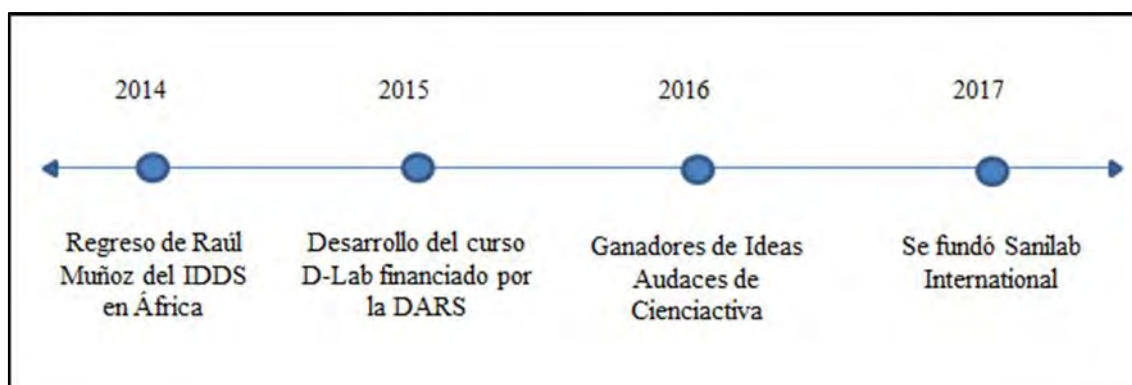 2014
2015
2016
2017
Regreso de Raúl
Muñoz del IDDS
en África
Desarrollo del curso
D-Lab financiado por
la DARS
Ganadores de Ideas
Audaces de
Cienciactiva
Se fundó Sanilab
International